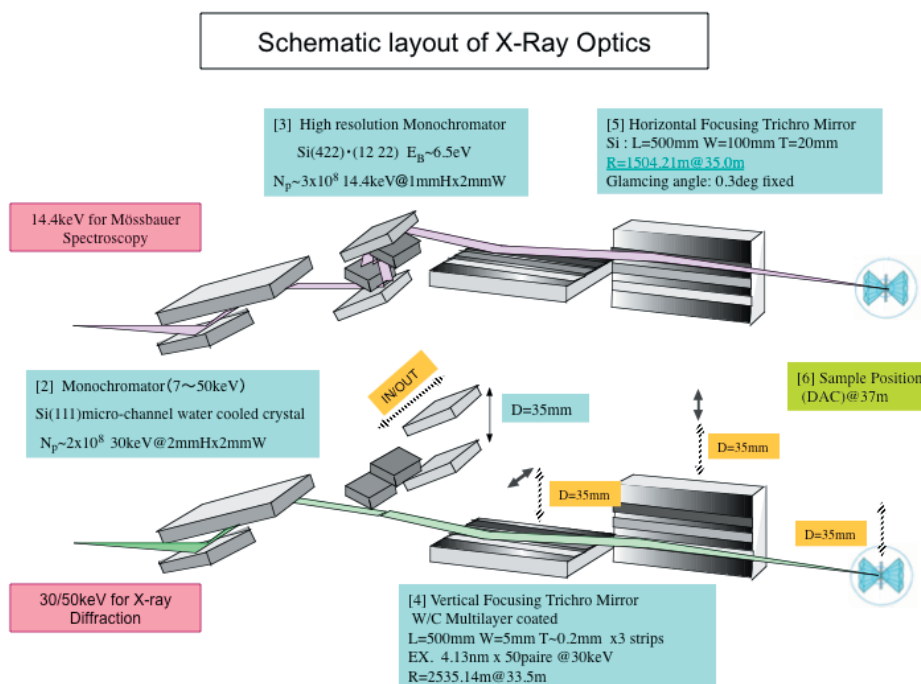 Schematic layout of X-Ray Optics
[3] High resolution Monochromator
Si(422)・(12 22) E_B~6.5eV
N_p~3x10⁸ 14.4keV@1mmHx2mmW
[5] Horizontal Focusing Trichro Mirror
Si : L=500mm W=100mm T=20mm
R=1504.21m@35.0m
Glamcing angle: 0.3deg fixed
14.4keV for Mössbauer
Spectroscopy
[2] Monochromator(7〜50keV)
Si(111)micro-channel water cooled crystal
N_p~2x10⁸ 30keV@2mmHx2mmW
IN/OUT
D=35mm
[6] Sample Position
(DAC)@37m
D=35mm
D=35mm
D=35mm
30/50keV for X-ray
Diffraction
[4] Vertical Focusing Trichro Mirror
W/C Multilayer coated
L=500mm W=5mm T~0.2mm x3 strips
EX. 4.13nm x 50paire @30keV
R=2535.14m@33.5m